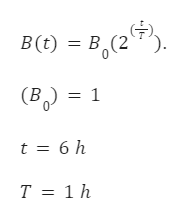 B(t) = B₀(2^(t/T)).
(B₀) = 1
t = 6 h
T = 1 h